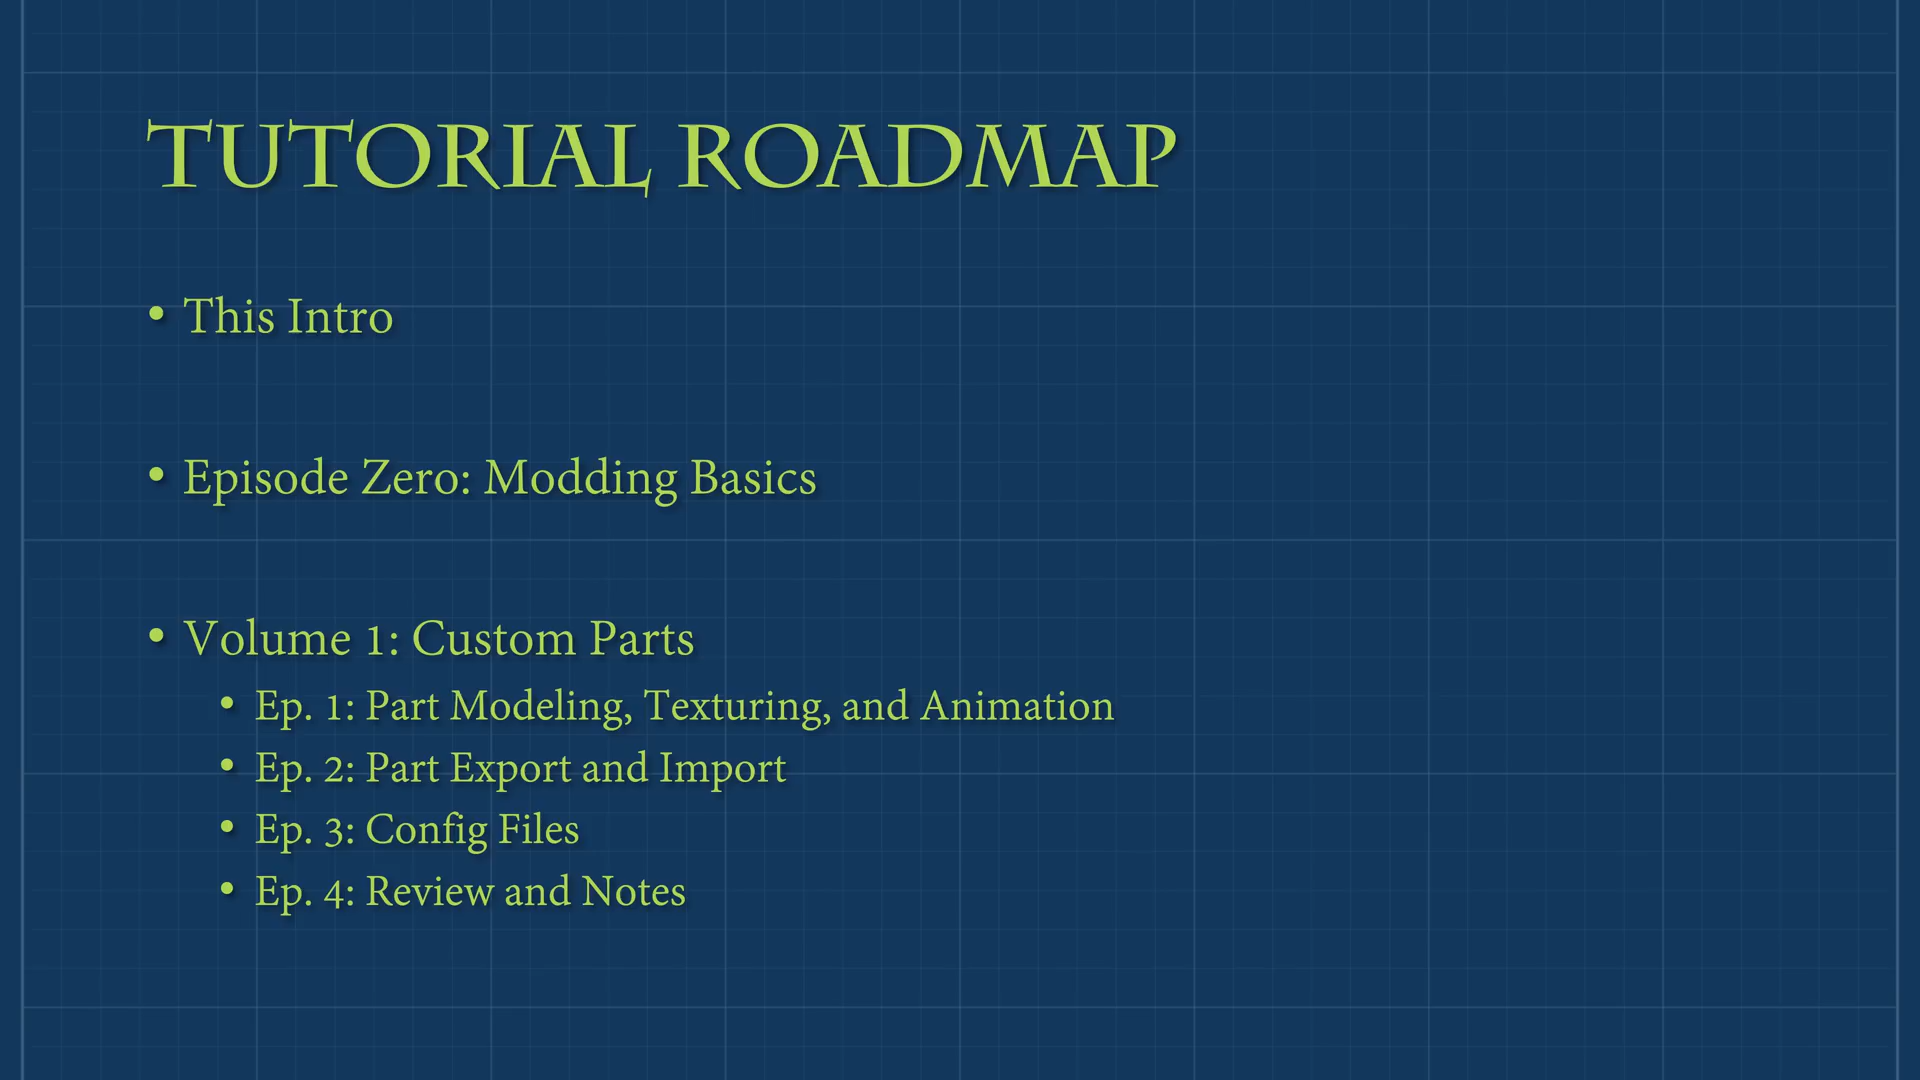 TUTORIAL ROADMAP
• This Intro
• Episode Zero: Modding Basics
• Volume 1: Custom Parts
• Ep. 1: Part Modeling, Texturing, and Animation
• Ep. 2: Part Export and Import
• Ep. 3: Config Files
• Ep. 4: Review and Notes